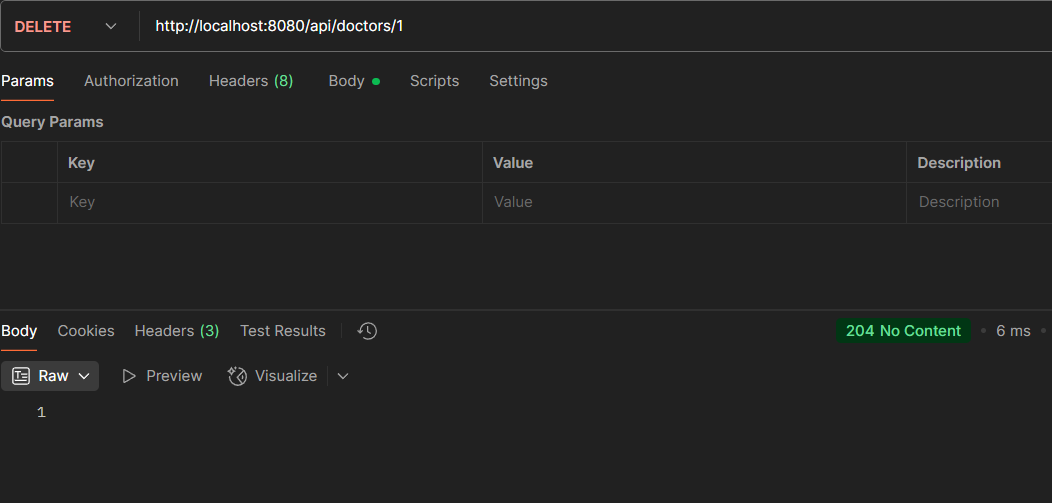 DELETE http://localhost:8080/api/doctors/1
Params Authorization Headers (8) Body Scripts Settings
Query Params
Key Value Description
Key Value Description
Body Cookies Headers (3) Test Results 204 No Content • 6 ms •
Raw Preview Visualize
1